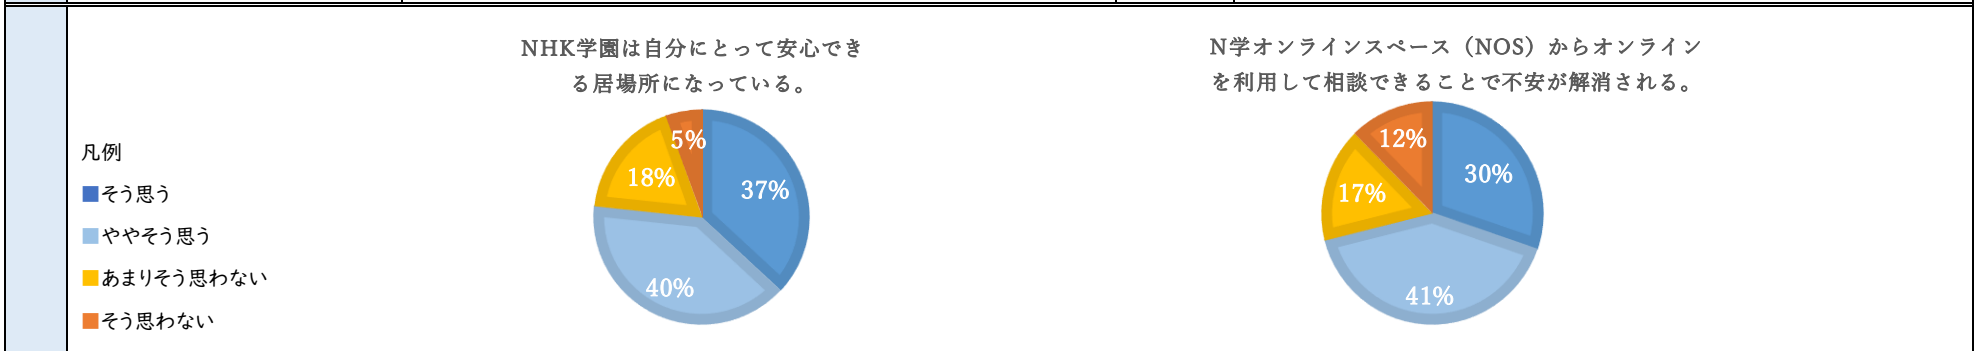 NHK学園は自分にとって安心でき
る居場所になっている。
5%
18%
37%
40%
N学オンラインスペース（NOS）からオンライン
を利用して相談できることで不安が解消される。
12%
30%
17%
41%
凡例
■そう思う
■ややそう思う
■あまりそう思わない
■そう思わない